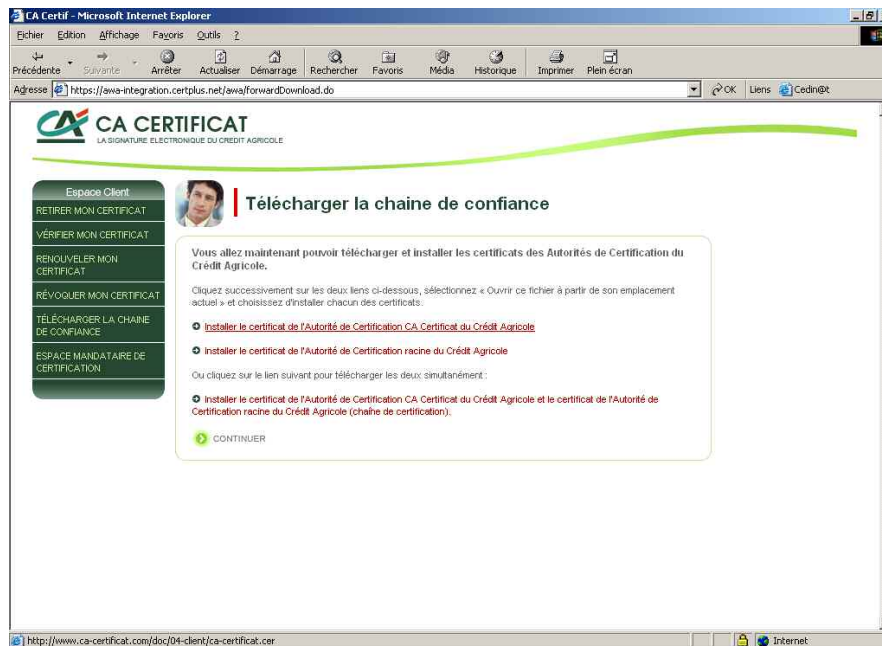 CA Certif - Microsoft Internet Explorer
Fichier Edition Affichage Favoris Outils ?
Précédente Suivante Arrêter Actualiser Démarrage Rechercher Favoris Média Historique Imprimer Plein écran
Adresse https://awa-integration.certplus.net/awa/forwardDownload.do OK Liens Cedin@t
CA CERTIFICAT
LA SIGNATURE ELECTRONIQUE DU CREDIT AGRICOLE
Espace Client
RETIRER MON CERTIFICAT
VÉRIFIER MON CERTIFICAT
RENOUVELER MON
CERTIFICAT
RÉVOQUER MON CERTIFICAT
TÉLÉCHARGER LA CHAINE
DE CONFIANCE
ESPACE MANDATAIRE DE
CERTIFICATION
Télécharger la chaine de confiance
Vous allez maintenant pouvoir télécharger et installer les certificats des Autorités de Certification du
Crédit Agricole.
Cliquez successivement sur les deux liens ci-dessous, sélectionnez « Ouvrir ce fichier à partir de son emplacement
actuel » et choisissez d'installer chacun des certificats.
Installer le certificat de l'Autorité de Certification CA Certificat du Crédit Agricole
Installer le certificat de l'Autorité de Certification racine du Crédit Agricole
Ou cliquez sur le lien suivant pour télécharger les deux simultanément :
Installer le certificat de l'Autorité de Certification CA Certificat du Crédit Agricole et le certificat de l'Autorité de
Certification racine du Crédit Agricole (chaîne de certification).
CONTINUER
http://www.ca-certificat.com/doc/04-client/ca-certificat.cer Internet